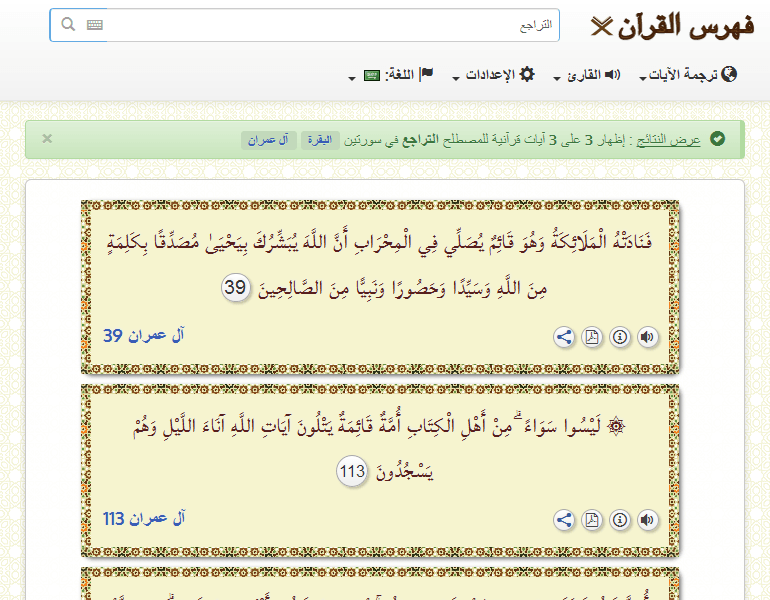 فهرس القرآن
التراجع
ترجمة الآيات
القارئ
الإعدادات
اللغة:
عرض النتائج : إظهار 3 على 3 آيات قرآنية للمصطلح التراجع في سورتين البقرة آل عمران
فَنَادَتْهُ الْمَلَائِكَةُ وَهُوَ قَائِمٌ يُصَلِّي فِي الْمِحْرَابِ أَنَّ اللَّهَ يُبَشِّرُكَ بِيَحْيَىٰ مُصَدِّقًا بِكَلِمَةٍ
مِنَ اللَّهِ وَسَيِّدًا وَحَصُورًا وَنَبِيًّا مِنَ الصَّالِحِينَ 39
آل عمران 39
۞ لَيْسُوا سَوَاءً ۗ مِنْ أَهْلِ الْكِتَابِ أُمَّةٌ قَائِمَةٌ يَتْلُونَ آيَاتِ اللَّهِ آنَاءَ اللَّيْلِ وَهُمْ
يَسْجُدُونَ 113
آل عمران 113